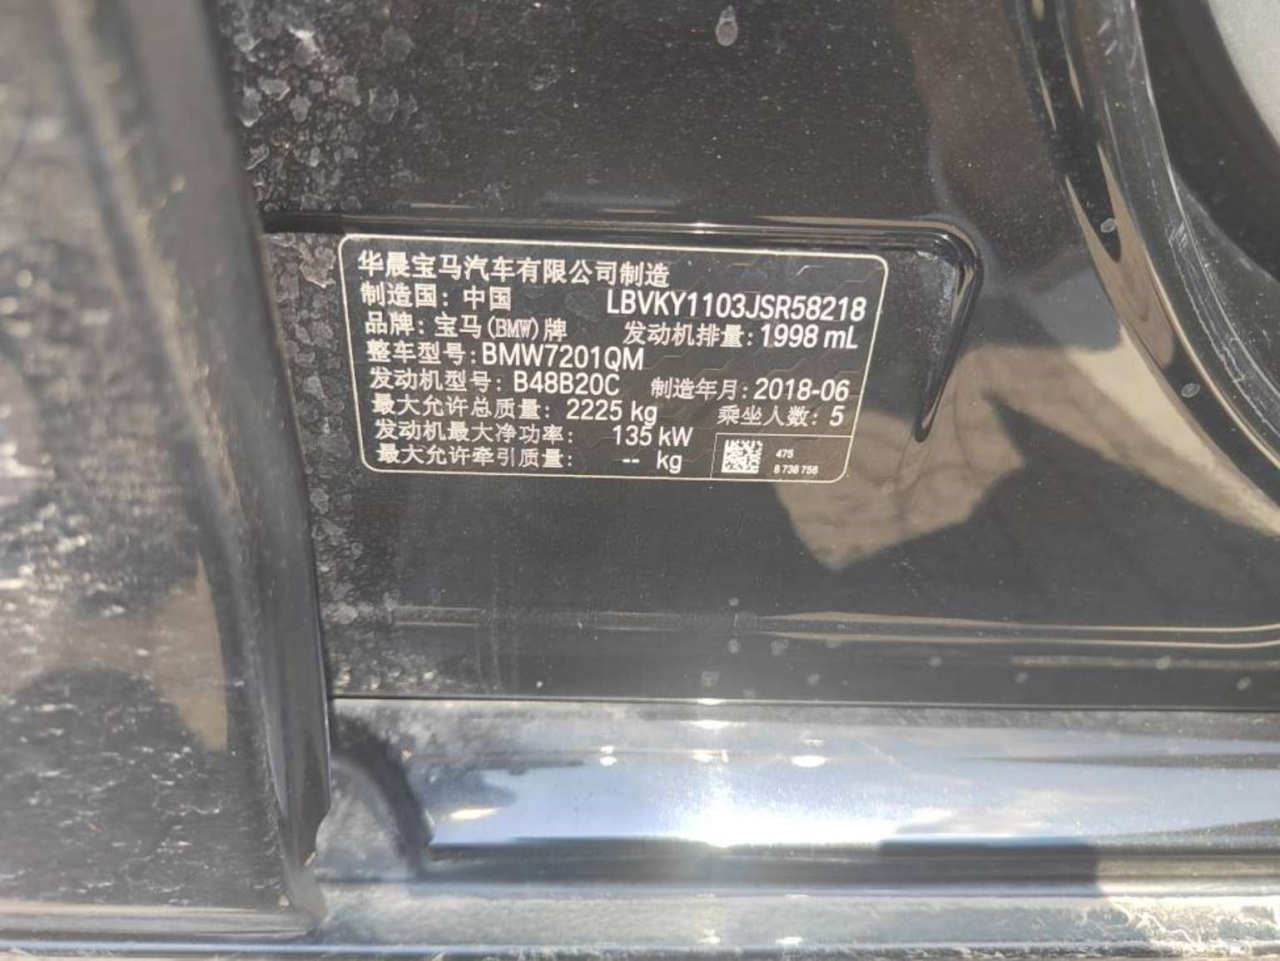 华晨宝马汽车有限公司制造
制造国: 中国 LBVKY1103JSR58218
品牌: 宝马(BMW)牌 发动机排量: 1998 mL
整车型号: BMW7201QM
发动机型号: B48B20C 制造年月: 2018-06
最大允许总质量: 2225 kg 乘坐人数: 5
发动机最大净功率: 135 kW
最大允许牵引质量: -- kg
475
8 738 756